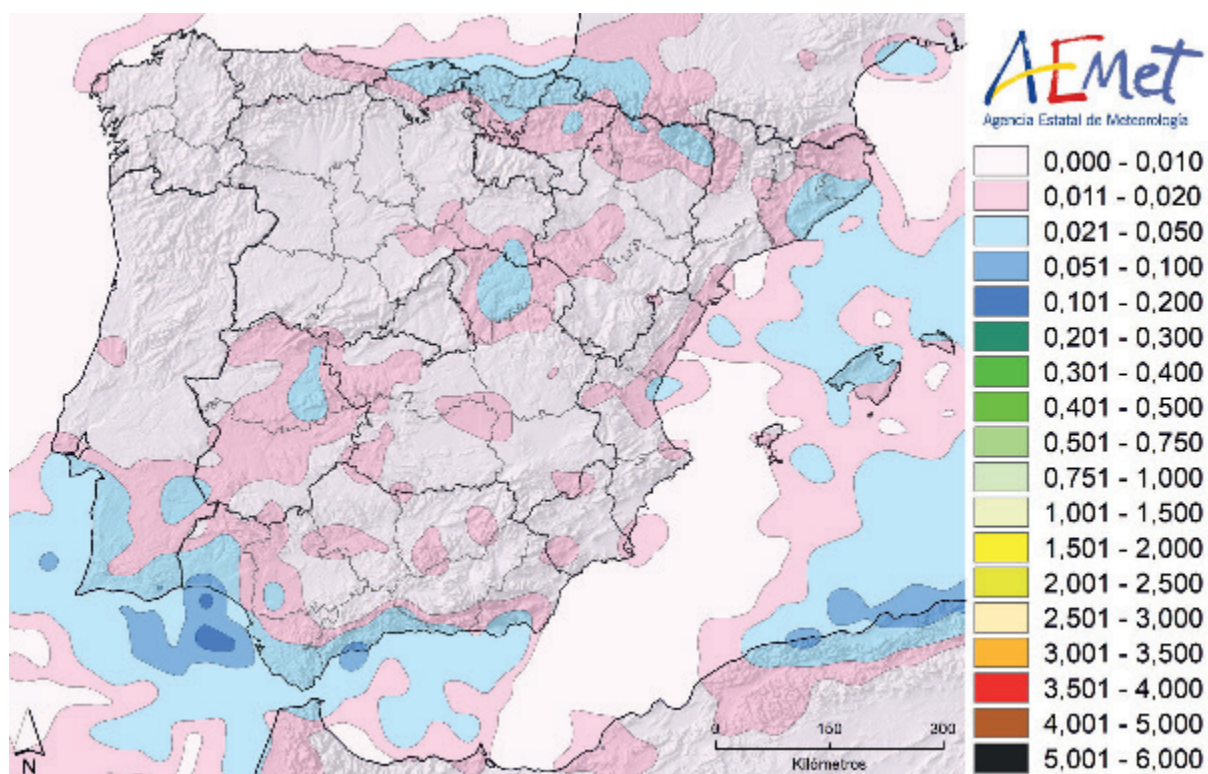 AEMet
Agencia Estatal de Meteorología
0,000 - 0,010
0,011 - 0,020
0,021 - 0,050
0,051 - 0,100
0,101 - 0,200
0,201 - 0,300
0,301 - 0,400
0,401 - 0,500
0,501 - 0,750
0,751 - 1,000
1,001 - 1,500
1,501 - 2,000
2,001 - 2,500
2,501 - 3,000
3,001 - 3,500
3,501 - 4,000
4,001 - 5,000
5,001 - 6,000
N
0 150 300
Kilómetros